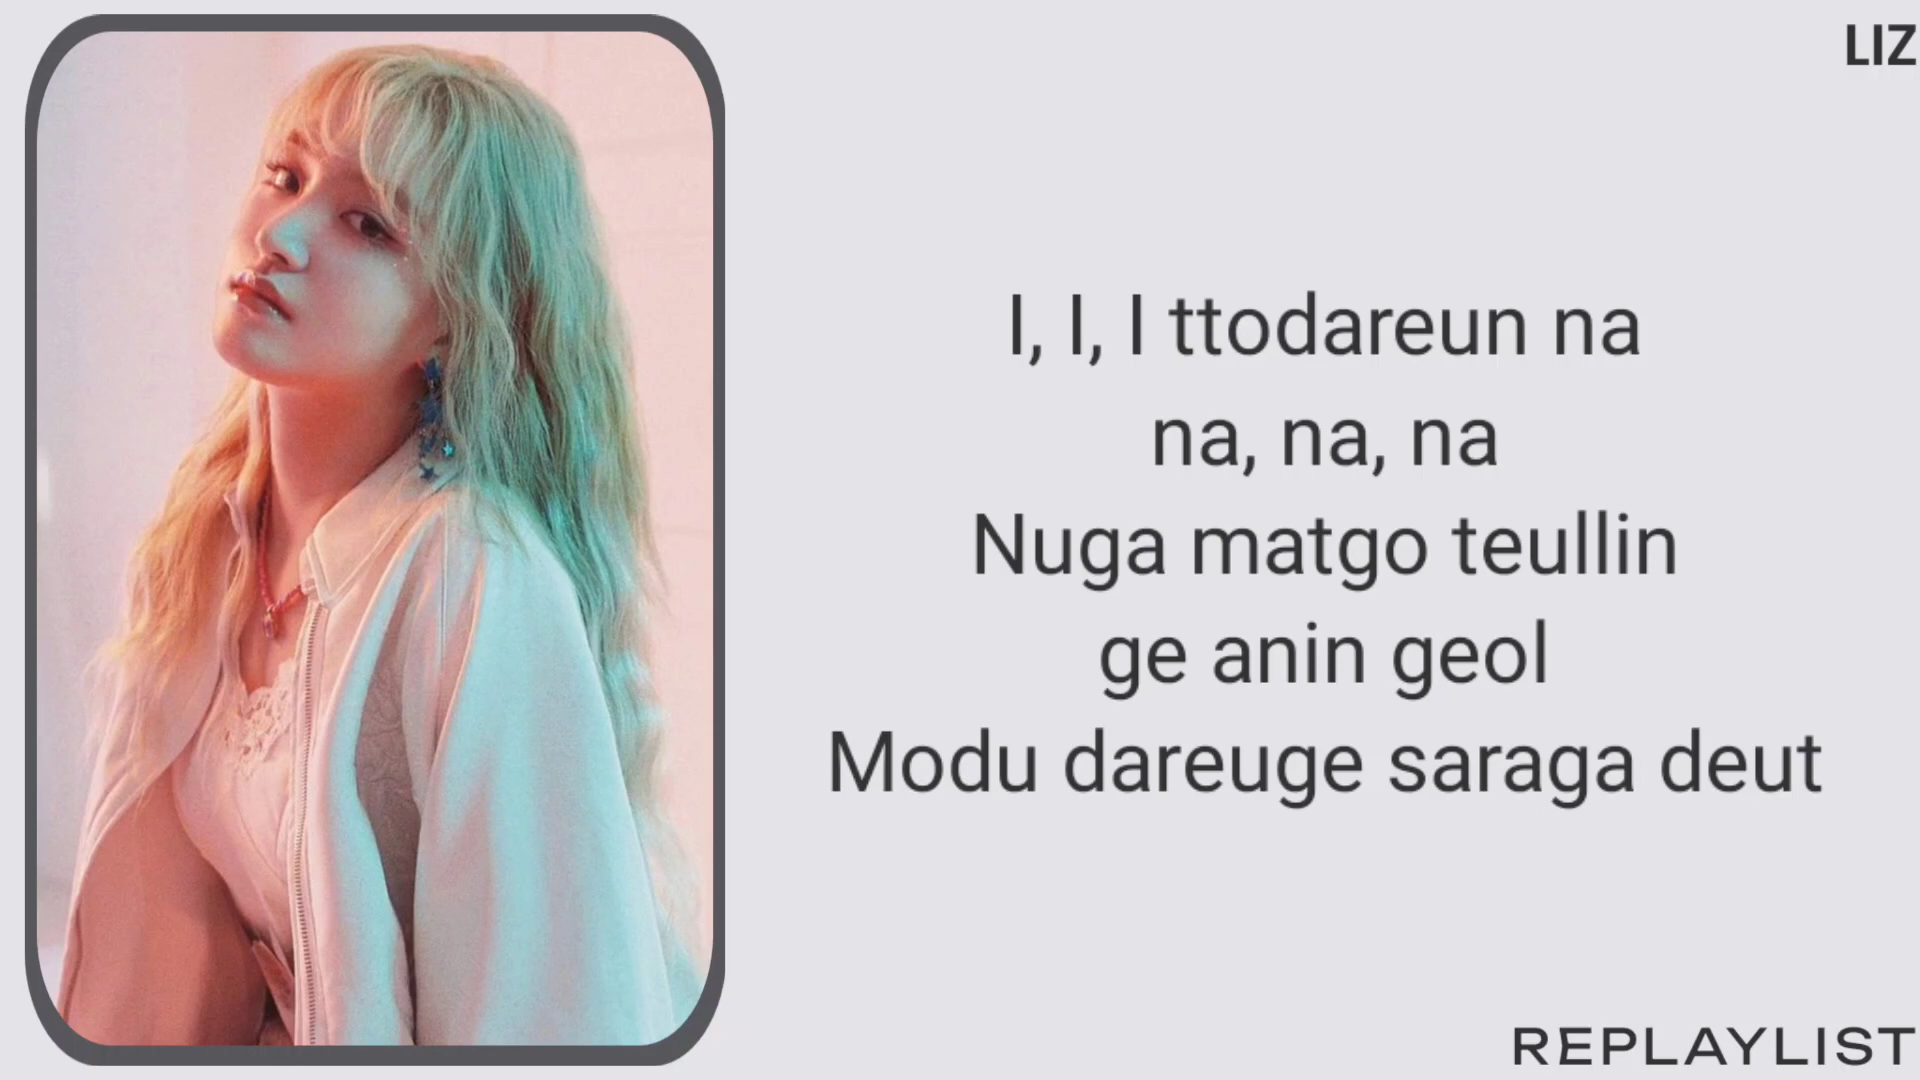 LIZ
I, I, I ttodareun na
na, na, na
Nuga matgo teullin
ge anin geol
Modu dareuge saraga deut
REPLAYLIST